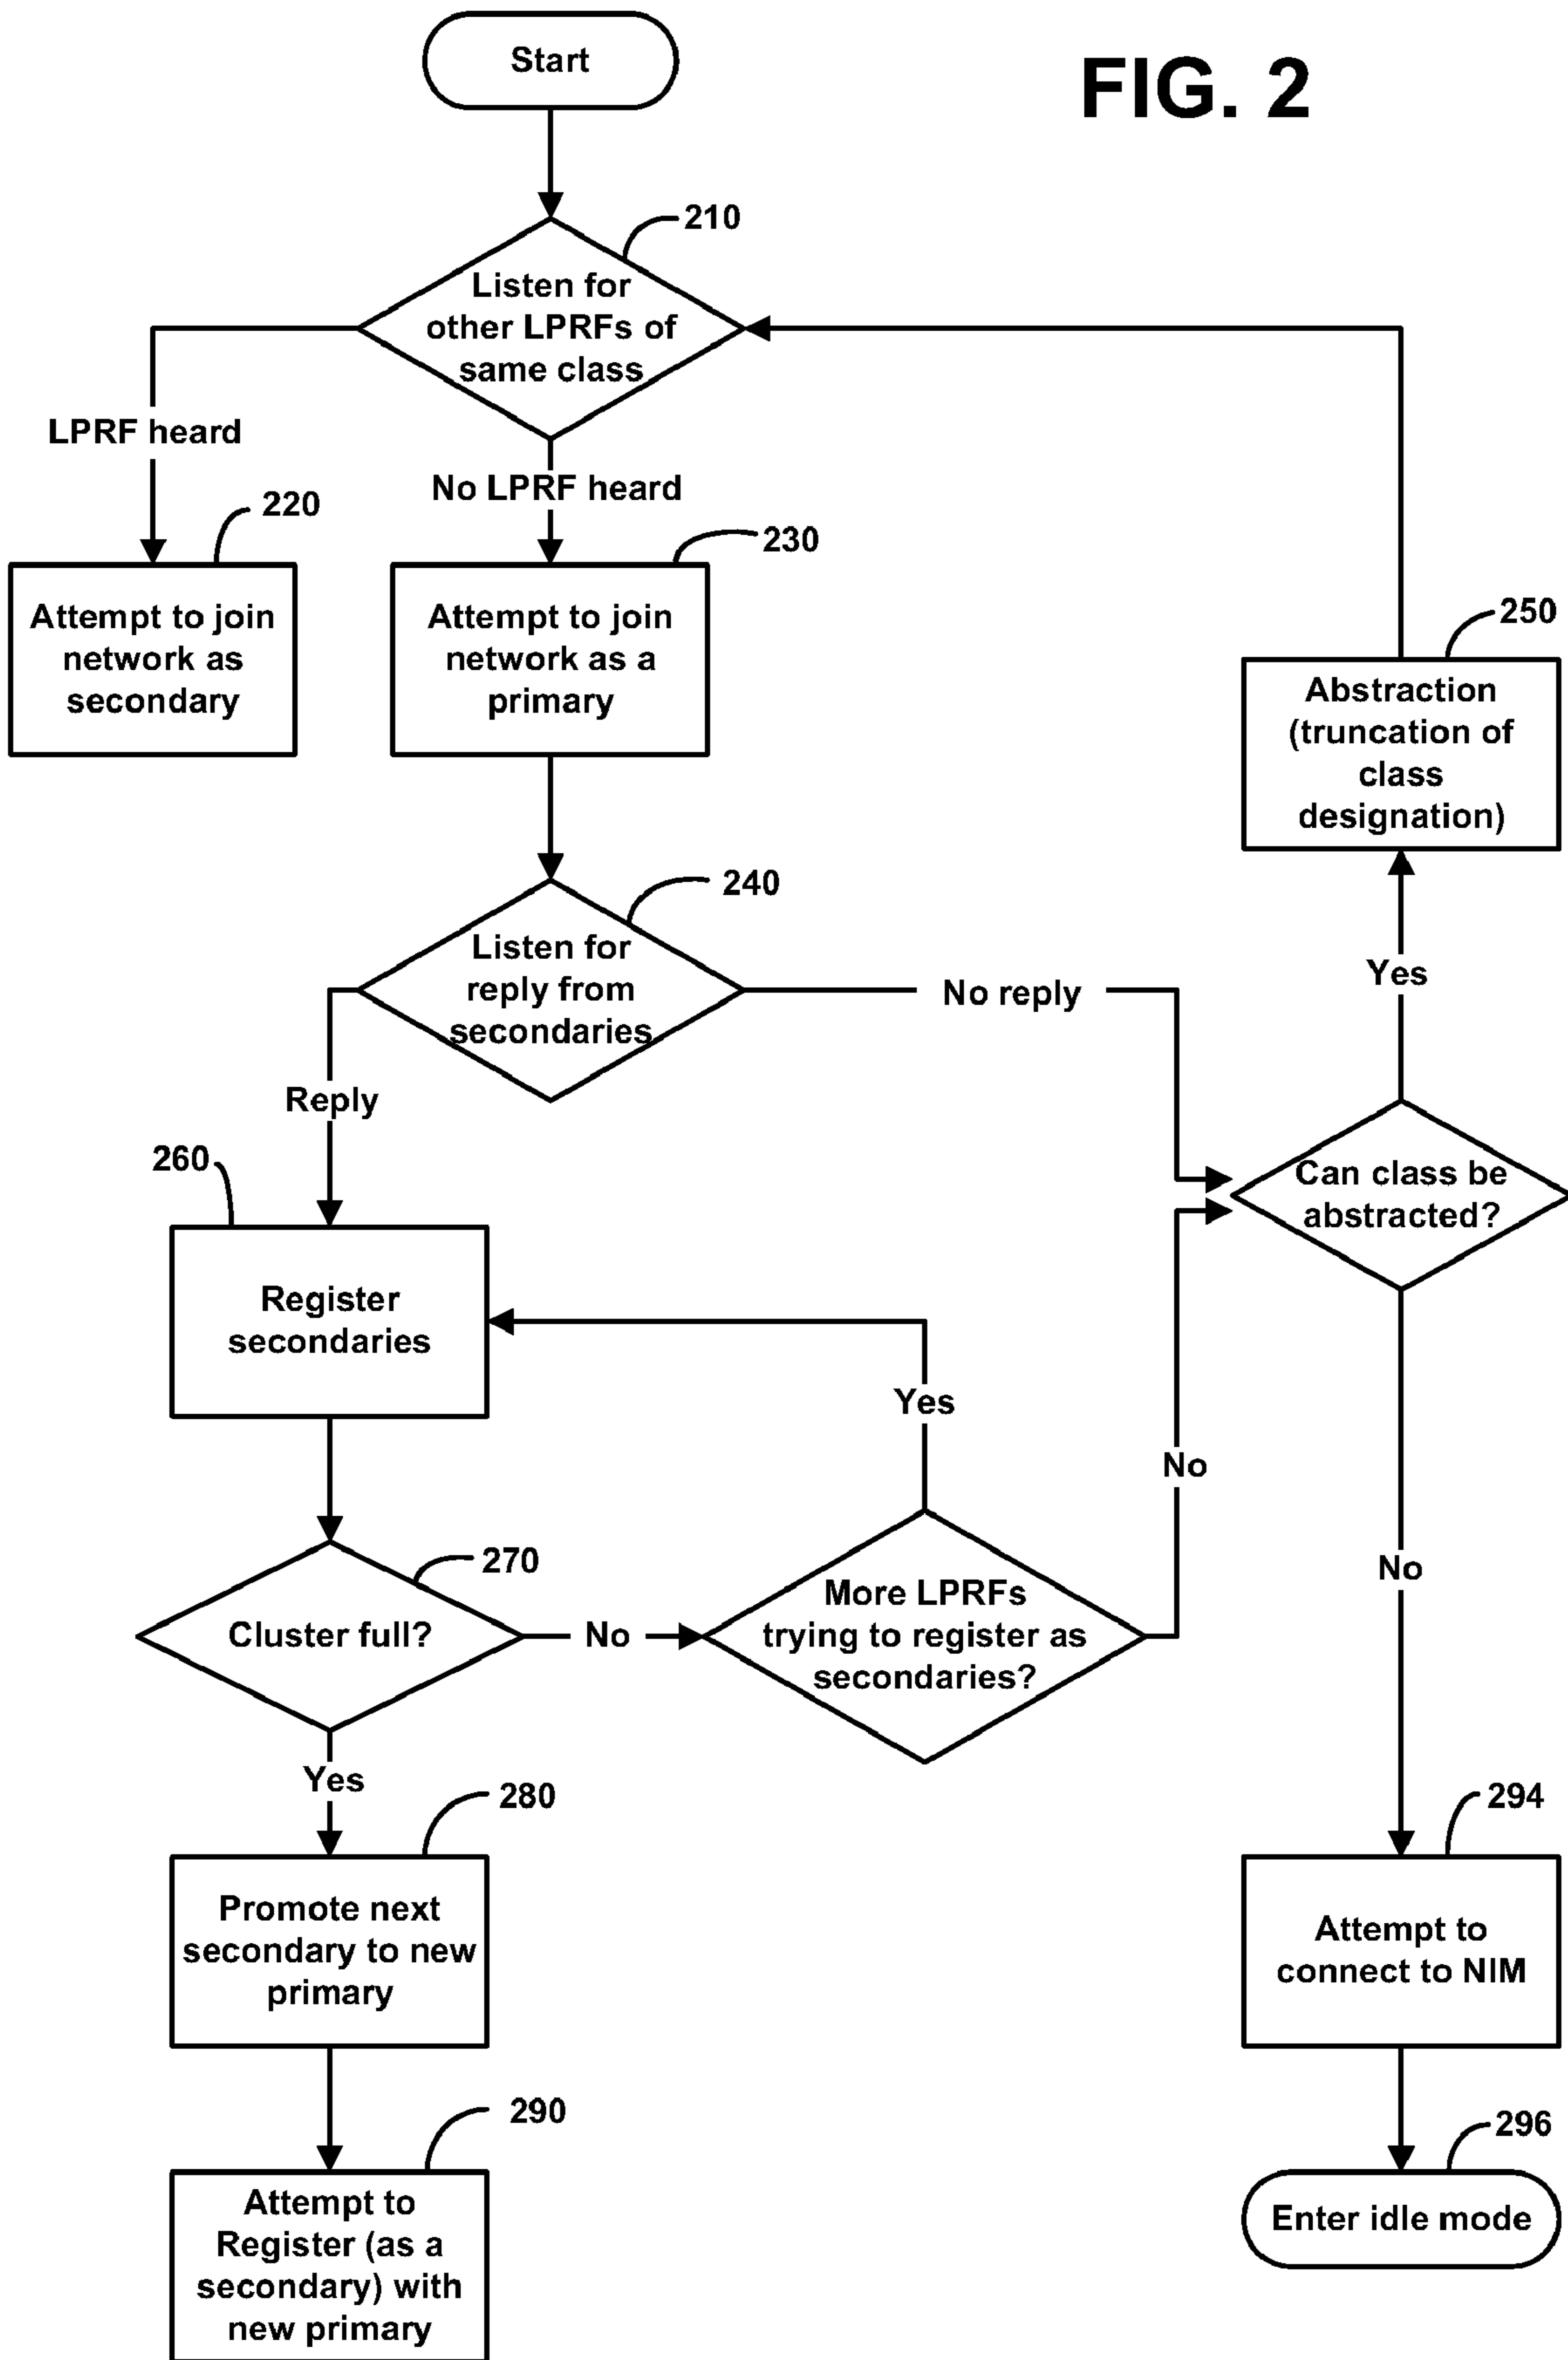 FIG. 2
Start
210
Listen for
other LPRFs of
same class
LPRF heard
No LPRF heard
220
230
Attempt to join
network as
secondary
Attempt to join
network as a
primary
250
Abstraction
(truncation of
class
designation)
240
Listen for
reply from
secondaries
No reply
Yes
Reply
260
Can class be
abstracted?
Register
secondaries
Yes
No
270
Cluster full?
No
More LPRFs
trying to register as
secondaries?
No
Yes
280
294
Promote next
secondary to new
primary
Attempt to
connect to NIM
290
296
Attempt to
Register (as a
secondary) with
new primary
Enter idle mode